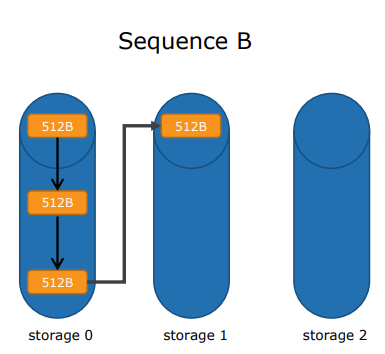 Sequence B
512B
512B
512B
512B
storage 0
storage 1
storage 2